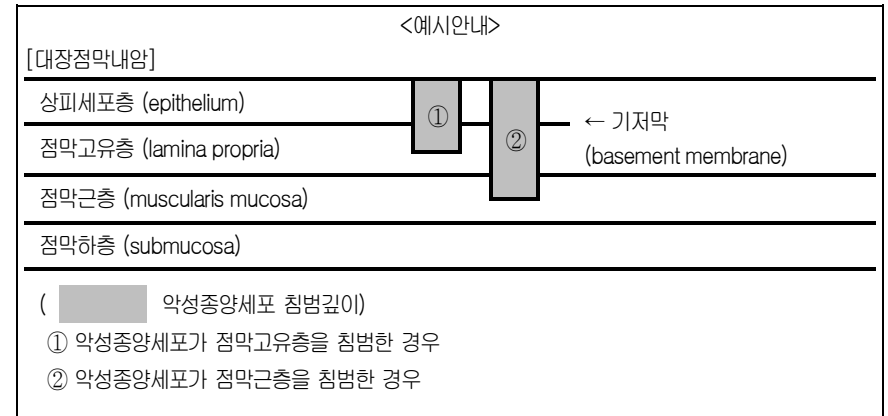 <예시안내>
[대장점막내암]
상피세포층 (epithelium)
①
← 기저막
②
점막고유층 (lamina propria)
(basement membrane)
점막근층 (muscularis mucosa)
점막하층 (submucosa)
( 악성종양세포 침범깊이)
① 악성종양세포가 점막고유층을 침범한 경우
② 악성종양세포가 점막근층을 침범한 경우